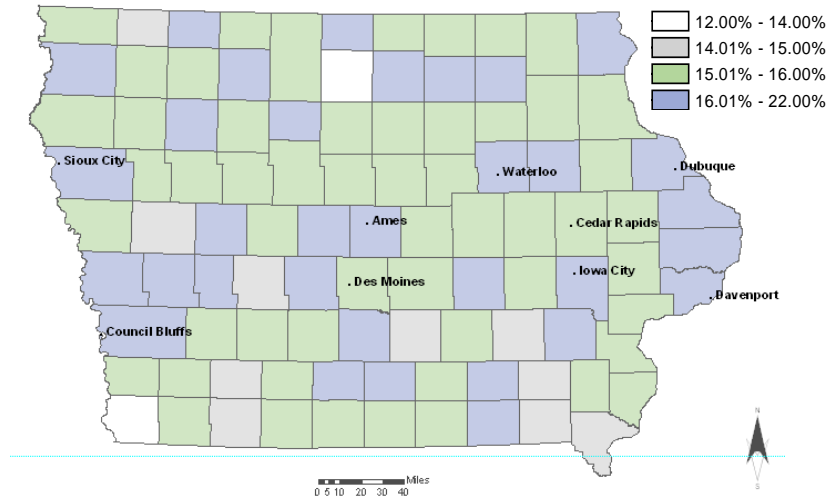 12.00% - 14.00%
14.01% - 15.00%
15.01% - 16.00%
16.01% - 22.00%
Sioux City
Waterloo
Dubuque
Ames
Cedar Rapids
Des Moines
Iowa City
Davenport
Council Bluffs
N
S
Miles
0 5 10 20 30 40